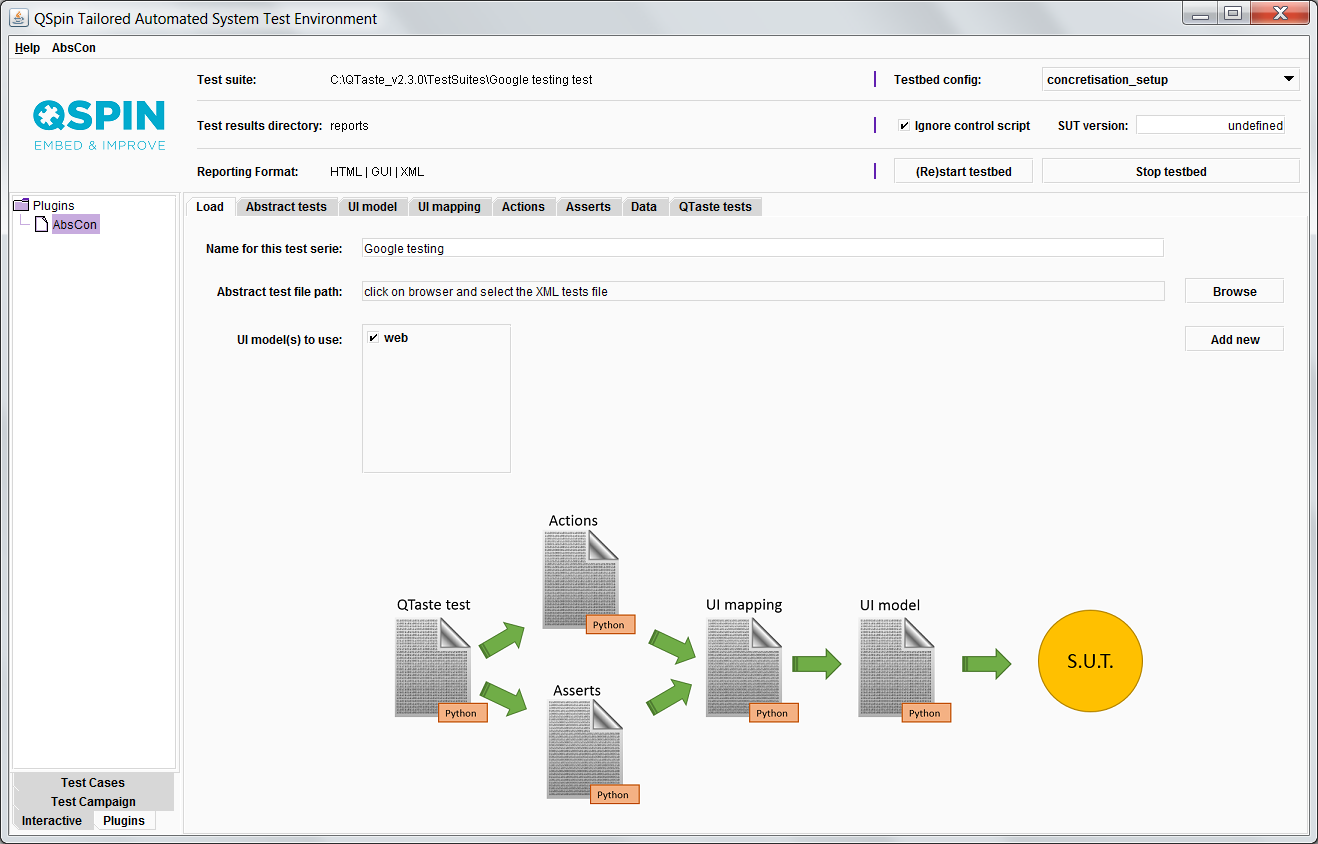 QSpin Tailored Automated System Test Environment
Help AbsCon
QSPIN
EMBED & IMPROVE
Test suite: C:\QTaste_v2.3.0\TestSuites\Google testing test
Testbed config: concretisation_setup
Test results directory: reports
Ignore control script SUT version: undefined
Reporting Format: HTML | GUI | XML
(Re)start testbed Stop testbed
Plugins
AbsCon
Load Abstract tests UI model UI mapping Actions Asserts Data QTaste tests
Name for this test serie: Google testing
Abstract test file path: click on browser and select the XML tests file Browse
UI model(s) to use: web Add new
Actions
Python
QTaste test
Python
Asserts
Python
UI mapping
Python
UI model
Python
S.U.T.
Test Cases
Test Campaign
Interactive Plugins